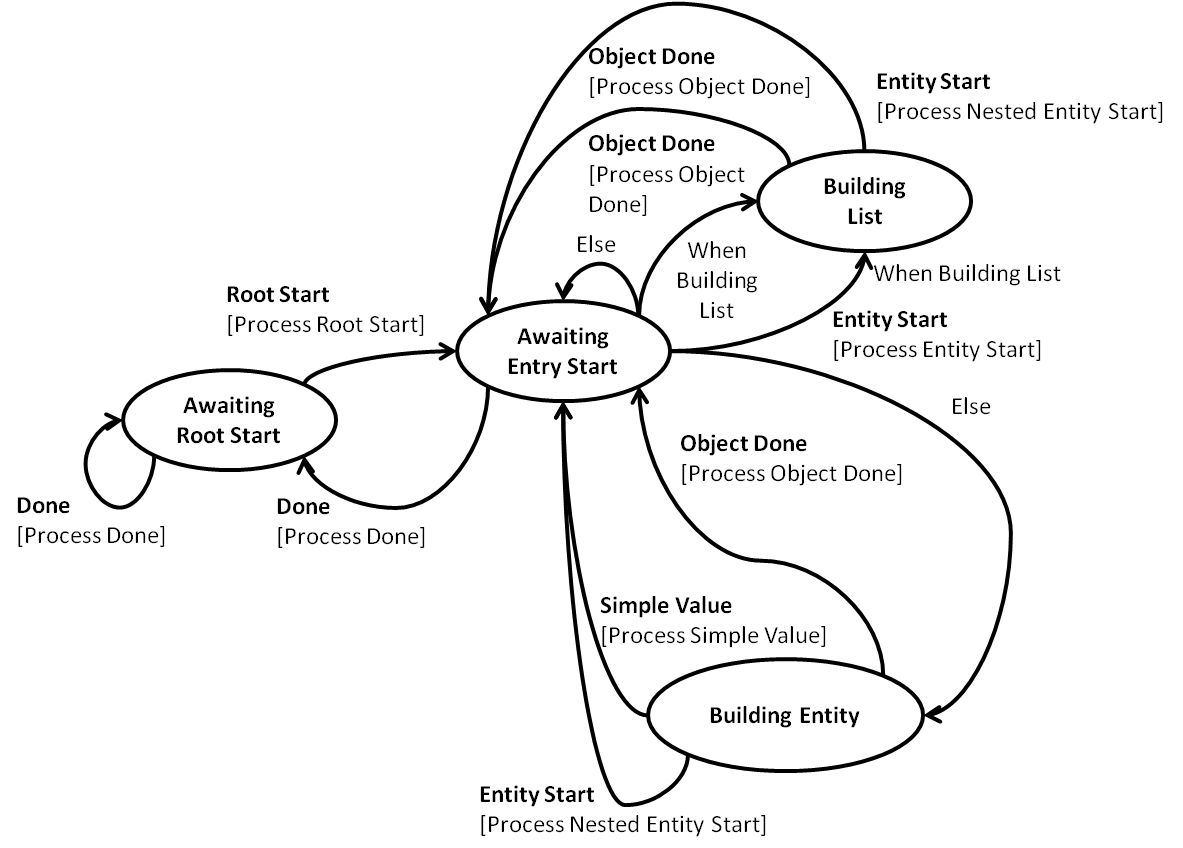 Object Done
[Process Object Done]
Entity Start
[Process Nested Entity Start]
Object Done
[Process Object
Done]
Building
List
Else
When
Building
List
When Building List
Root Start
[Process Root Start]
Awaiting
Entry Start
Entity Start
[Process Entity Start]
Awaiting
Root Start
Else
Object Done
[Process Object Done]
Done
[Process Done]
Done
[Process Done]
Simple Value
[Process Simple Value]
Building Entity
Entity Start
[Process Nested Entity Start]